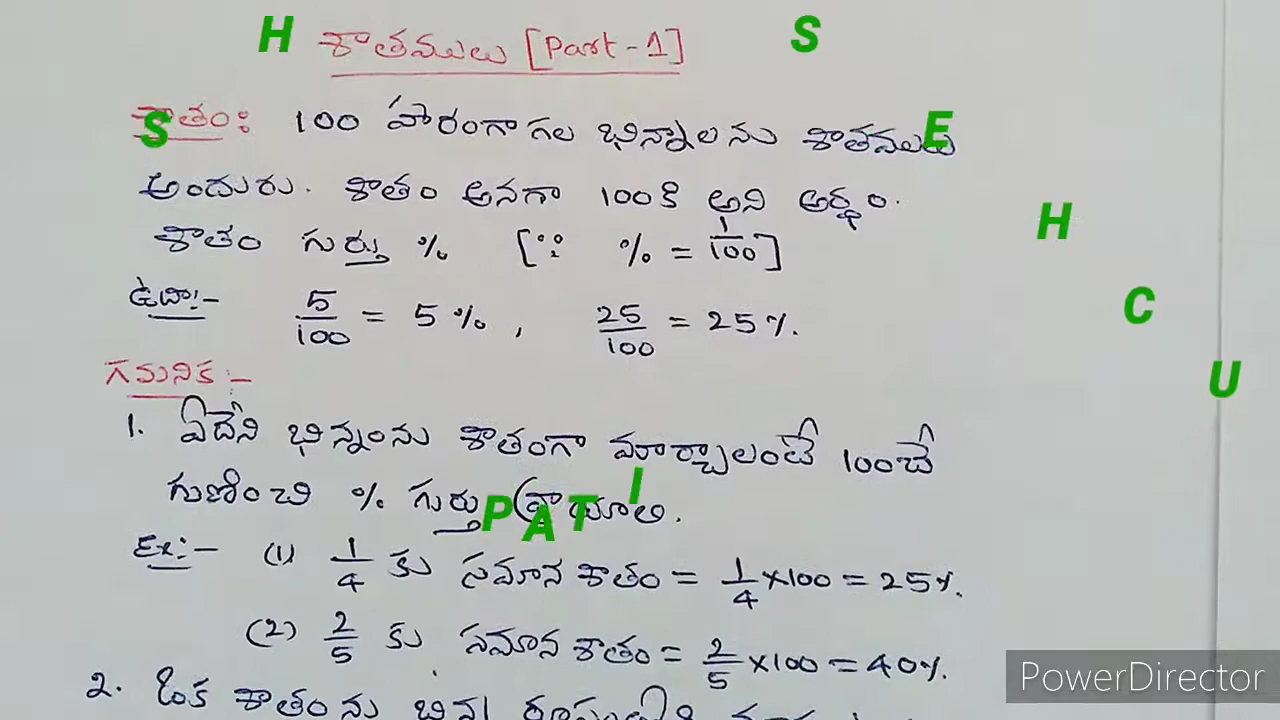 శాతములు [Part-1]
శాతం: 100 హారంగా గల భిన్నాలను శాతములు
అందురు. శాతం అనగా 100కి అని అర్థం.
శాతం గుర్తు % [∵ % = 1/100]
ఉదా:- 5/100 = 5%, 25/100 = 25%.
గమనిక:-
1. ఏదేని భిన్నంను శాతంగా మార్చాలంటే 100చే
గుణించి % గుర్తు వ్రాయాలి.
Ex:- (1) 1/4 కు సమాన శాతం = 1/4 × 100 = 25%.
(2) 2/5 కు సమాన శాతం = 2/5 × 100 = 40%.
2. ఒక శాతంను భిన్న
H S
S E
H
C
U
P A T I
PowerDirector